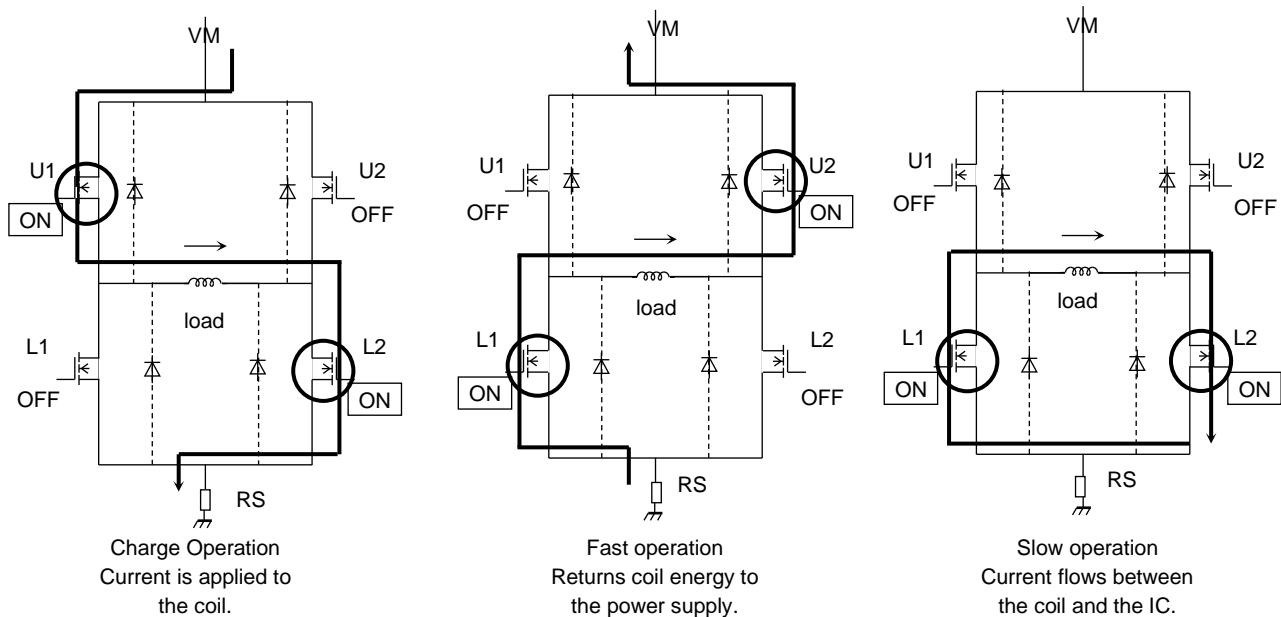 VM
U1
U2
ON
OFF
load
L1
L2
OFF
ON
RS
Charge Operation
Current is applied to
the coil.
VM
U1
U2
OFF
ON
load
L1
L2
ON
OFF
RS
Fast operation
Returns coil energy to
the power supply.
VM
U1
U2
OFF
OFF
load
L1
L2
ON
ON
RS
Slow operation
Current flows between
the coil and the IC.